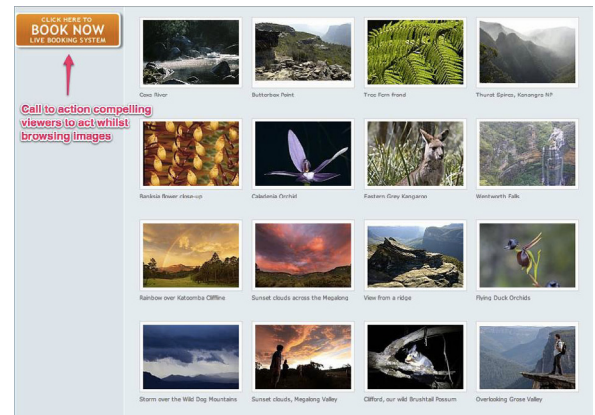 CLICK HERE TO
BOOK NOW
LIVE BOOKING SYSTEM
Call to action compelling
viewers to act whilst
browsing images
Coxs River
Butterbox Point
Tree Fern frond
Thurat Spires, Kanangra NP
Banksia flower close-up
Caladenia Orchid
Eastern Grey Kangaroo
Wentworth Falls
Rainbow over Katoomba Cliffline
Sunset clouds across the Megalong
View from a ridge
Flying Duck Orchids
Storm over the Wild Dog Mountains
Sunset clouds, Megalong Valley
Clifford, our wild Brushtail Possum
Overlooking Grose Valley